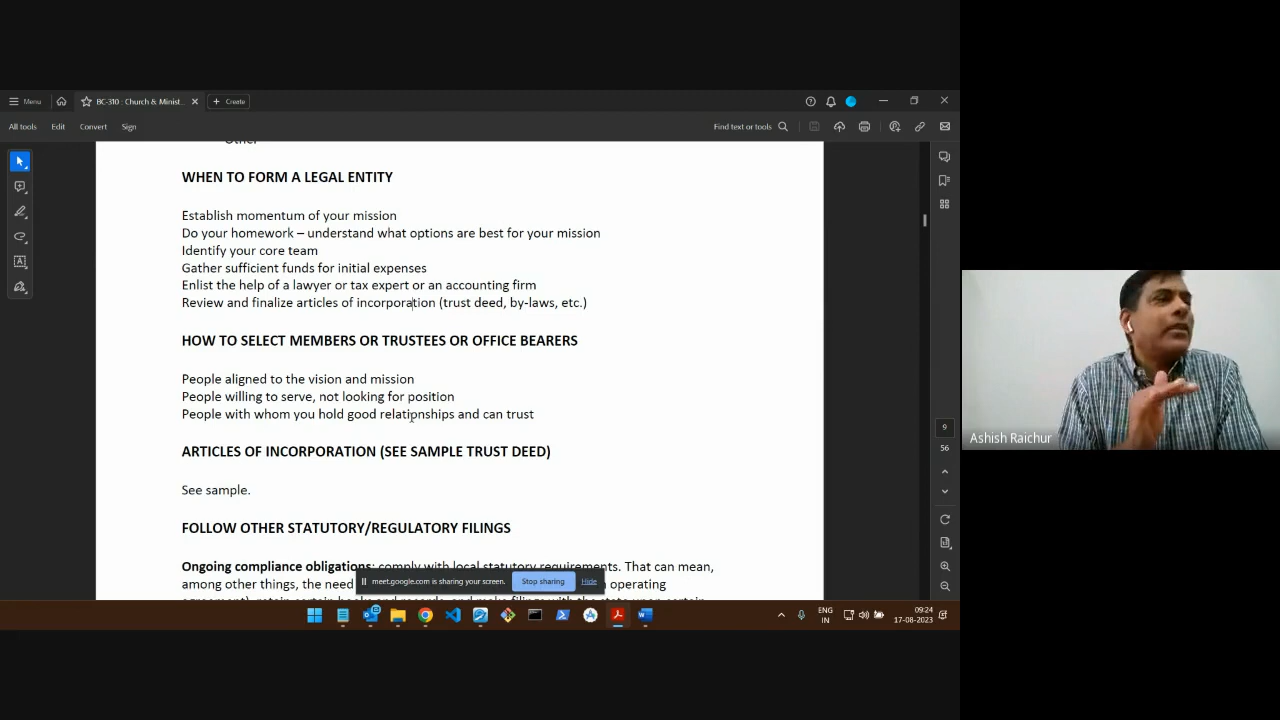 Menu
BC-310 : Church & Minist...
Create
All tools
Edit
Convert
Sign
Find text or tools
Other
WHEN TO FORM A LEGAL ENTITY
Establish momentum of your mission
Do your homework – understand what options are best for your mission
Identify your core team
Gather sufficient funds for initial expenses
Enlist the help of a lawyer or tax expert or an accounting firm
Review and finalize articles of incorporation (trust deed, by-laws, etc.)
HOW TO SELECT MEMBERS OR TRUSTEES OR OFFICE BEARERS
People aligned to the vision and mission
People willing to serve, not looking for position
People with whom you hold good relationships and can trust
ARTICLES OF INCORPORATION (SEE SAMPLE TRUST DEED)
See sample.
FOLLOW OTHER STATUTORY/REGULATORY FILINGS
Ongoing compliance obligations: comply with local statutory requirements. That can mean,
among other things, the need operating
meet.google.com is sharing your screen.
Stop sharing
Hide
9
56
ENG
IN
09:24
17-08-2023
Ashish Raichur